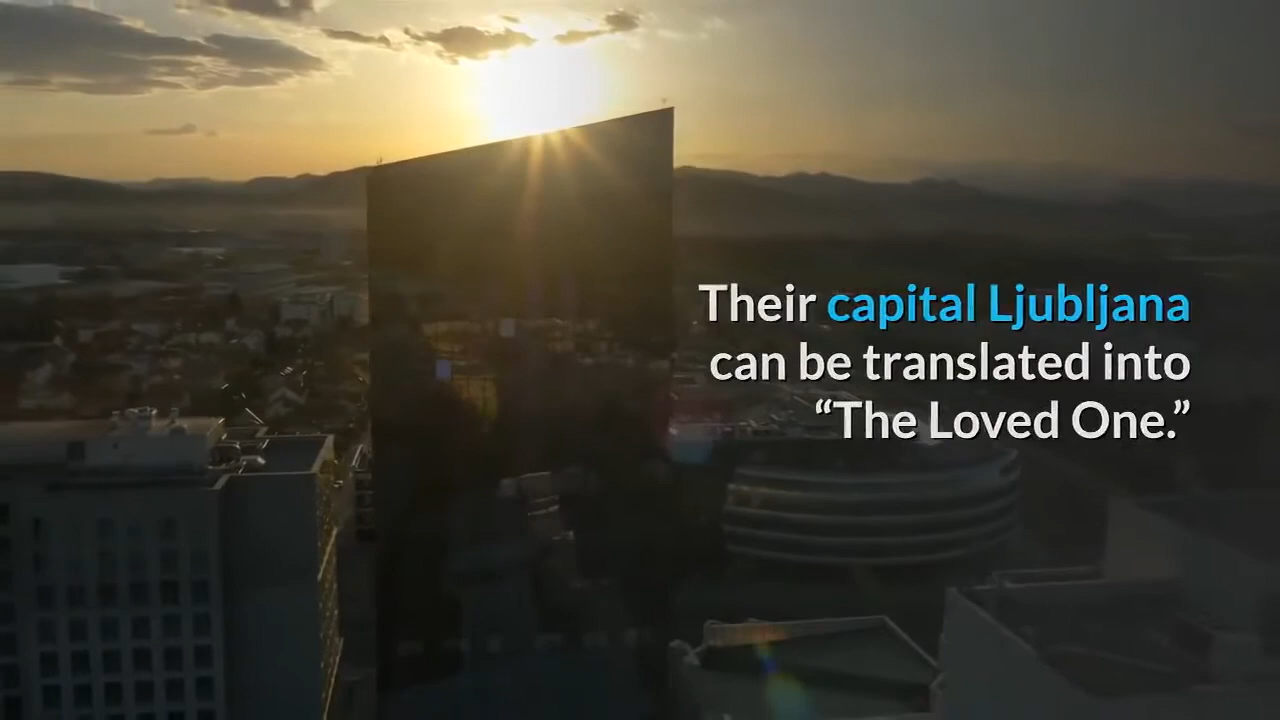 Their capital Ljubljana
can be translated into
“The Loved One.”